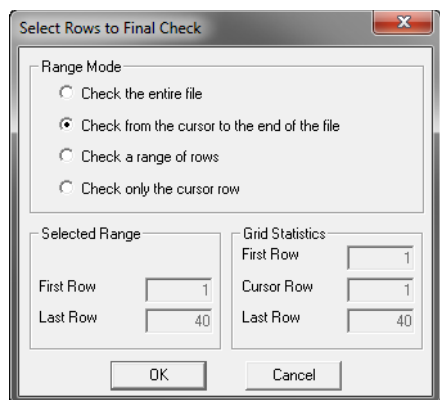 Select Rows to Final Check
Range Mode
Check the entire file
Check from the cursor to the end of the file
Check a range of rows
Check only the cursor row
Selected Range
First Row 1
Last Row 40
Grid Statistics
First Row 1
Cursor Row 1
Last Row 40
OK Cancel